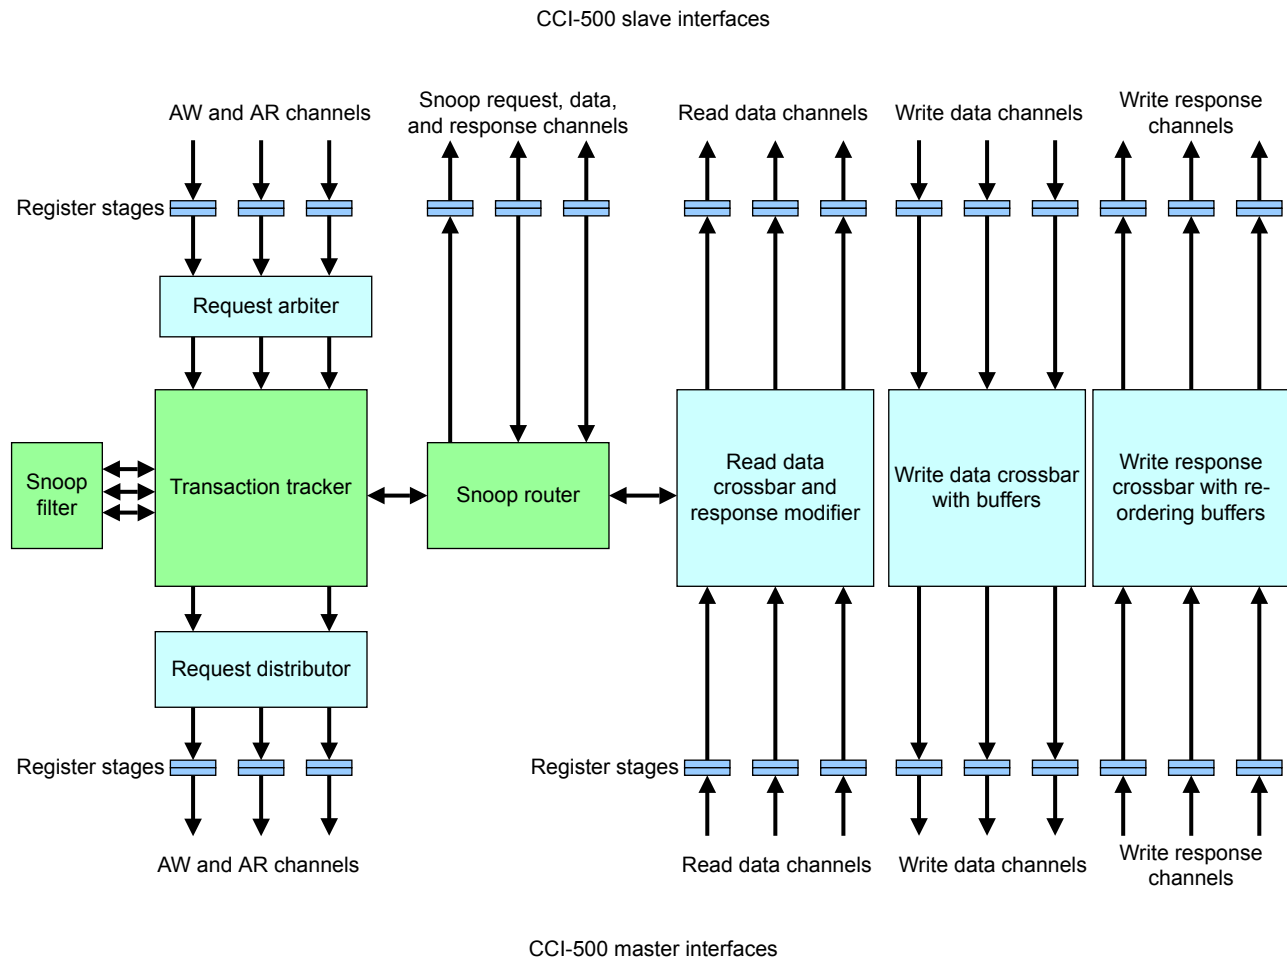 CCI-500 slave interfaces
AW and AR channels
Snoop request, data,
and response channels
Read data channels
Write data channels
Write response
channels
Register stages
Request arbiter
Snoop
filter
Transaction tracker
Snoop router
Read data
crossbar and
response modifier
Write data crossbar
with buffers
Write response
crossbar with re-
ordering buffers
Request distributor
Register stages
Register stages
AW and AR channels
Read data channels
Write data channels
Write response
channels
CCI-500 master interfaces